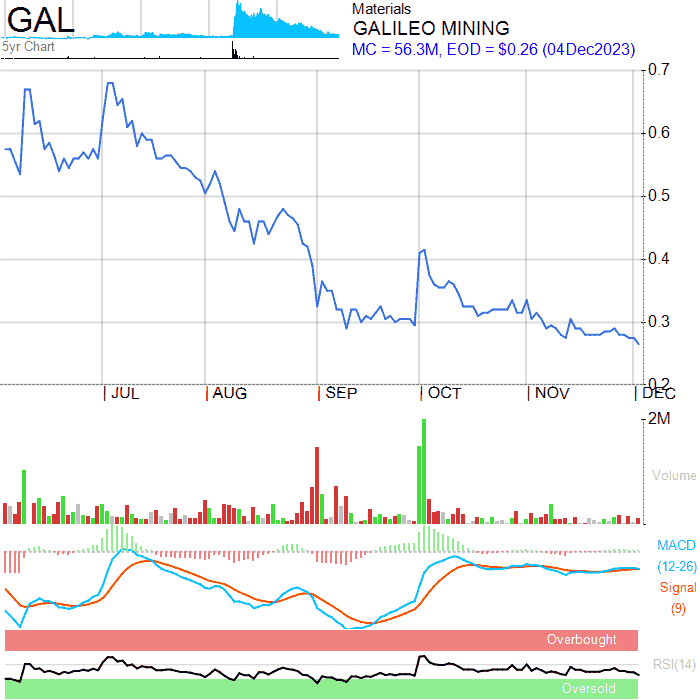 GAL
5yr Chart
Materials
GALILEO MINING
MC = 56.3M, EOD = $0.26 (04Dec2023)
0.7
0.6
0.5
0.4
0.3
0.2
JUL AUG SEP OCT NOV DEC
2M
Volume
MACD
(12-26)
Signal
(9)
Overbought
RSI(14)
Oversold